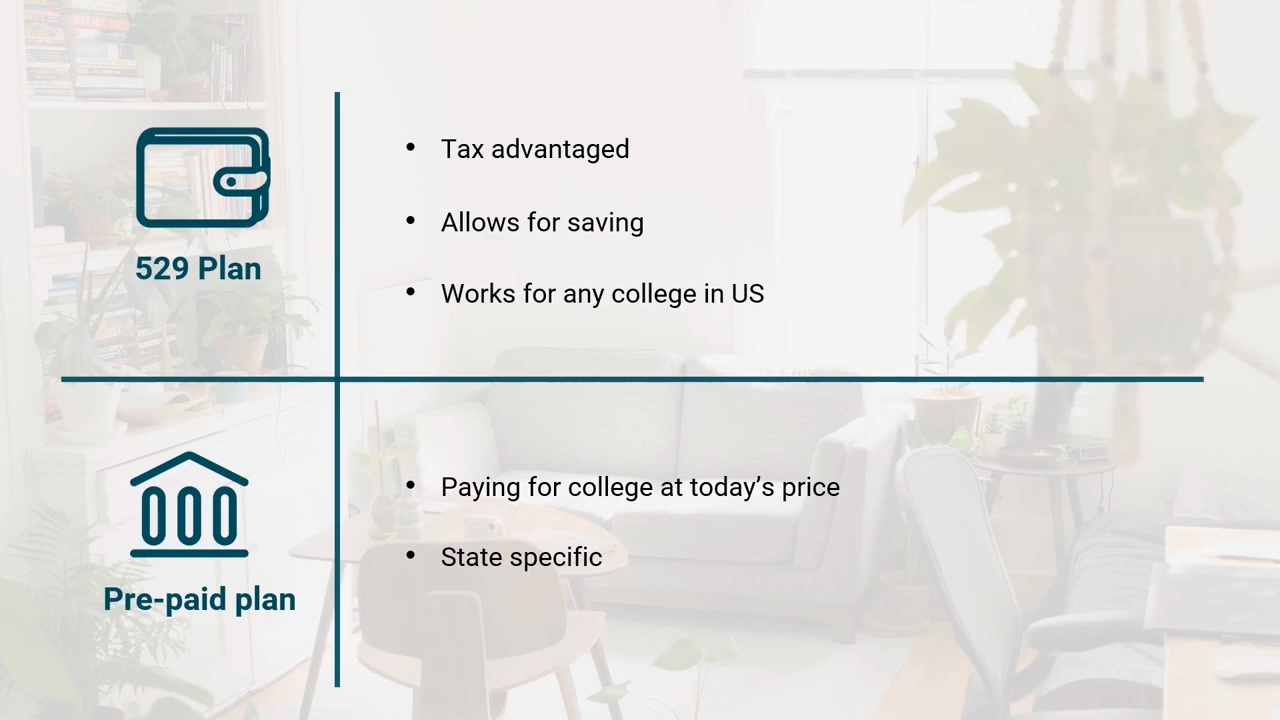 529 Plan
• Tax advantaged
• Allows for saving
• Works for any college in US
Pre-paid plan
• Paying for college at today’s price
• State specific